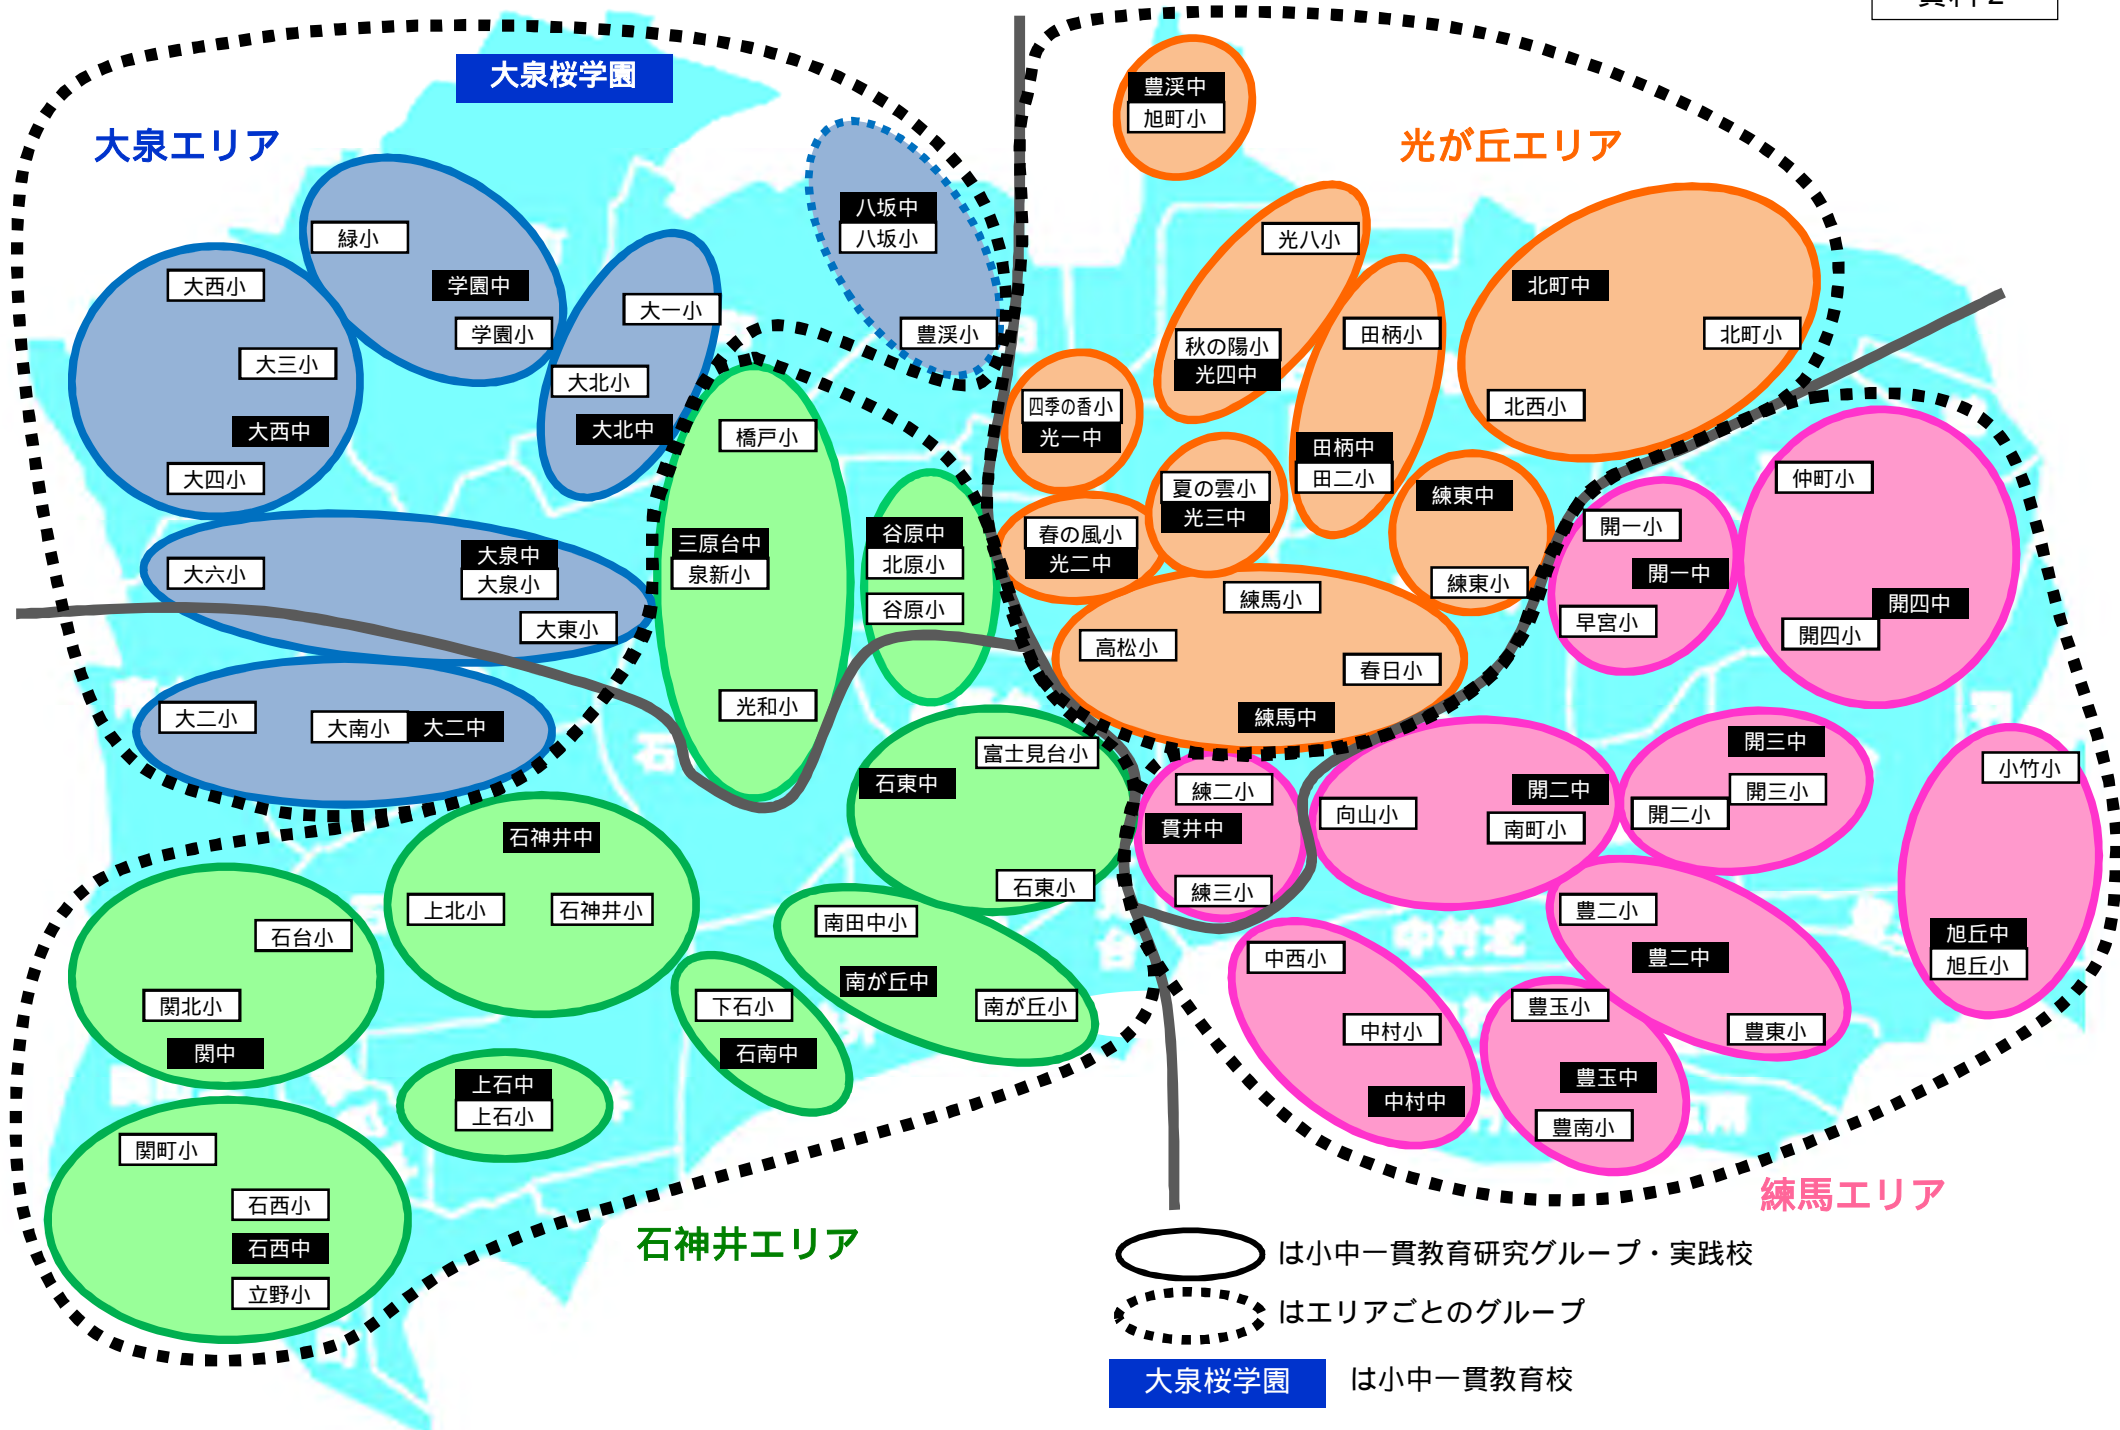 資料2
大泉桜学園
大泉エリア
緑小
学園中
学園小
大西小
大三小
大西中
大四小
大一小
大北小
大北中
八坂中
八坂小
豊渓小
大六小
大泉中
大泉小
大東小
大二小
大南小
大二中
光が丘エリア
豊渓中
旭町小
光八小
秋の陽小
光四中
田柄小
田柄中
田二小
北町中
北町小
北西小
四季の香小
光一中
夏の雲小
光三中
春の風小
光二中
練東中
練東小
練馬小
高松小
春日小
練馬中
橋戸小
三原台中
泉新小
光和小
谷原中
北原小
谷原小
富士見台小
石東中
石東小
石神井中
上北小
石神井小
石台小
関北小
関中
南田中小
南が丘中
南が丘小
下石小
石南中
上石中
上石小
関町小
石西小
石西中
立野小
石神井エリア
仲町小
開四中
開四小
開一小
開一中
早宮小
練二小
貫井中
練三小
向山小
開二中
南町小
開三中
開三小
開二小
小竹小
旭丘中
旭丘小
豊二小
豊二中
豊東小
中西小
中村小
中村中
豊玉小
豊玉中
豊南小
中村北
練馬エリア
は小中一貫教育研究グループ・実践校
はエリアごとのグループ
大泉桜学園 は小中一貫教育校